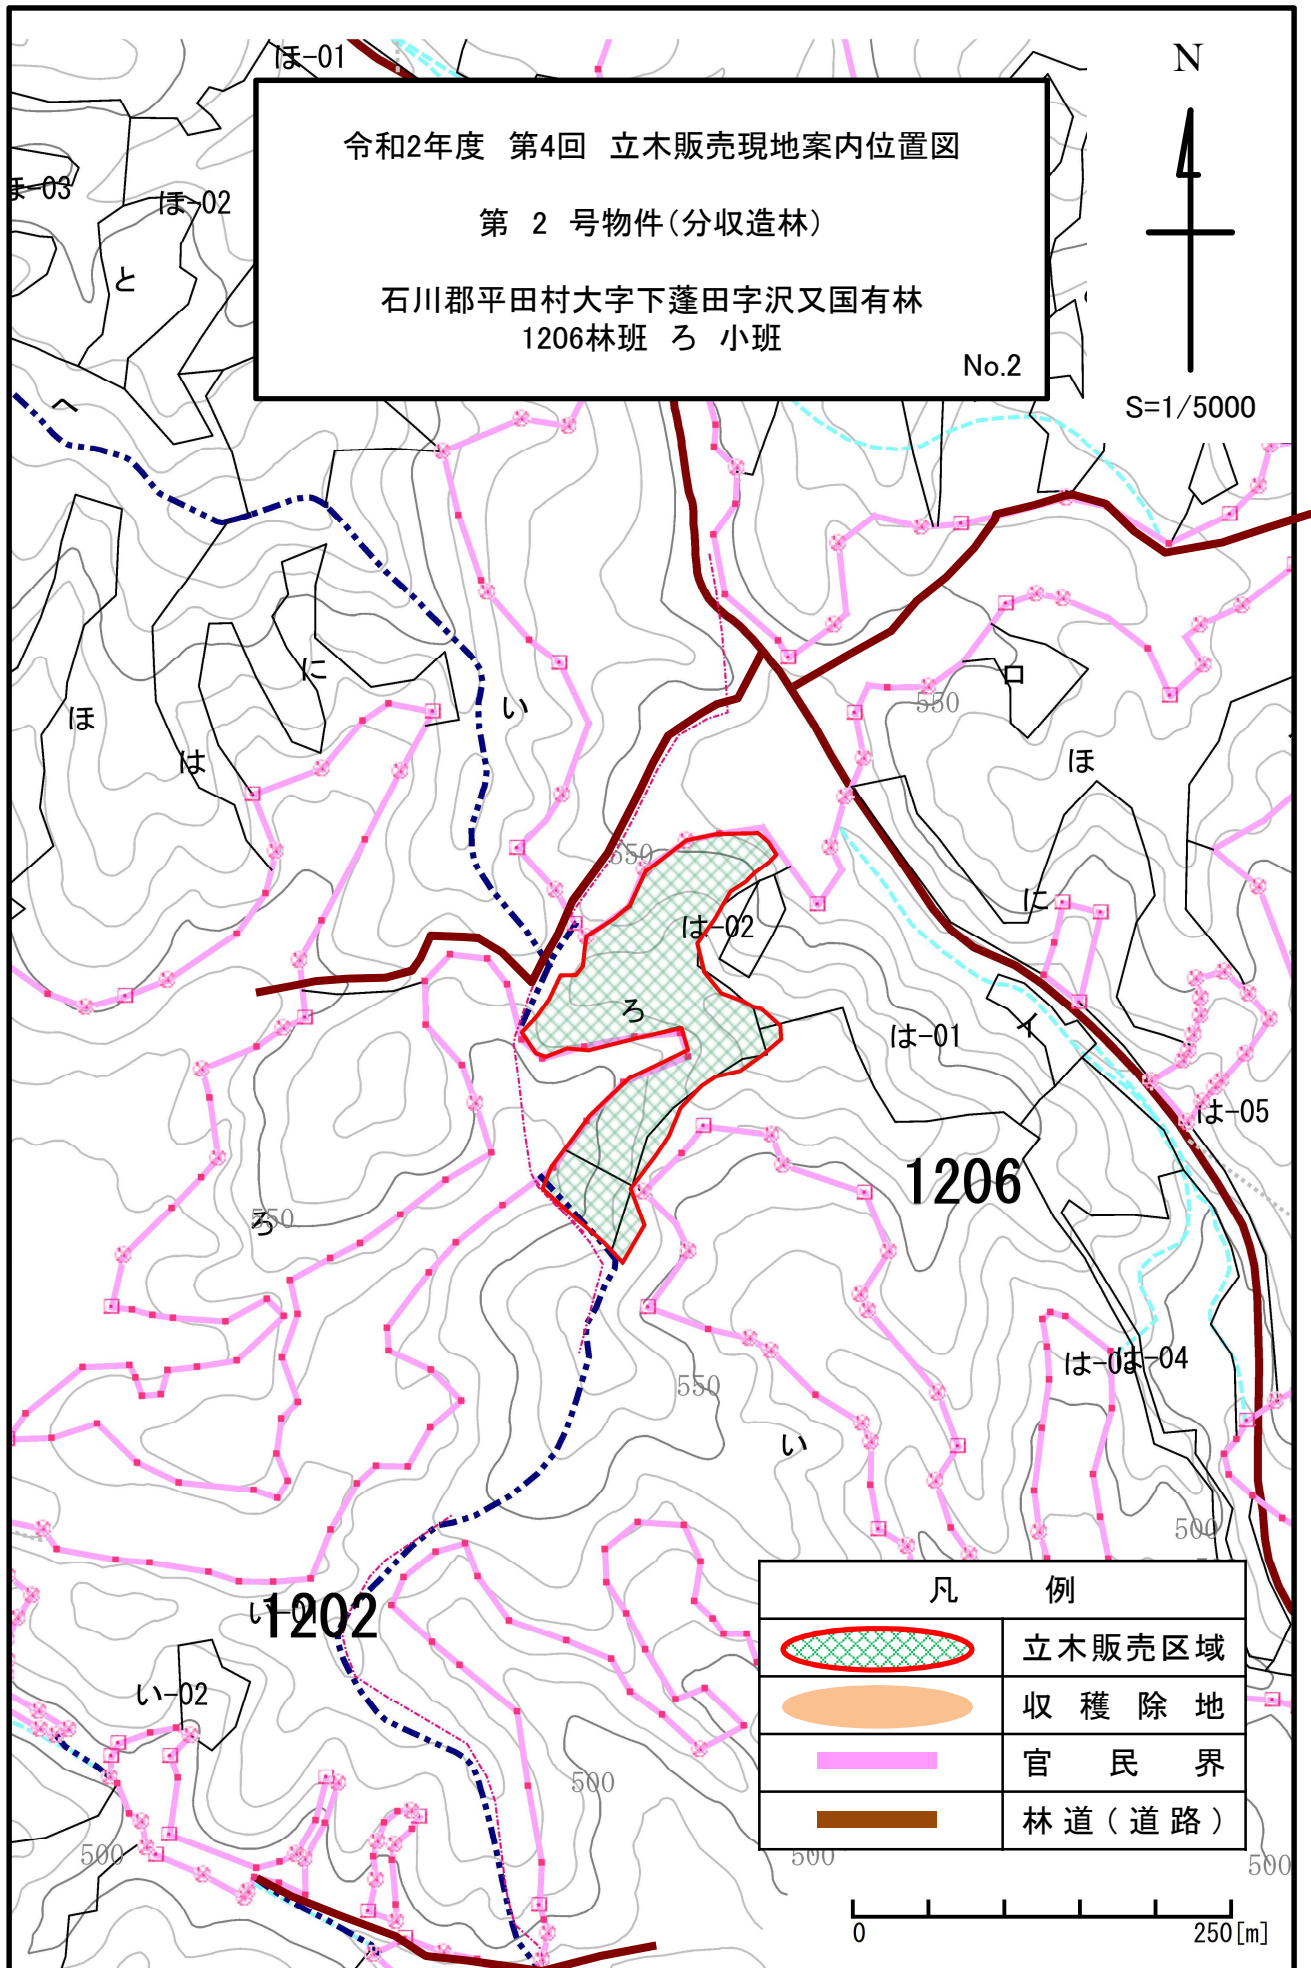 ほ-01
N
令和2年度 第4回 立木販売現地案内位置図
ほ-03
ほ-02
第 2 号物件(分収造林)
と
石川郡平田村大字下蓬田字沢又国有林
1206林班 ろ 小班
No.2
へ
S=1/5000
に
ロ
い
550
ほ
は
ほ
550
に
は-02
ろ
イ
は-01
は-05
1206
550
ろ
は-03
は-04
550
い
500
凡 例
1202
立木販売区域
い-02
収穫除地
官民界
500
林道(道路)
500
500
500
0
250[m]